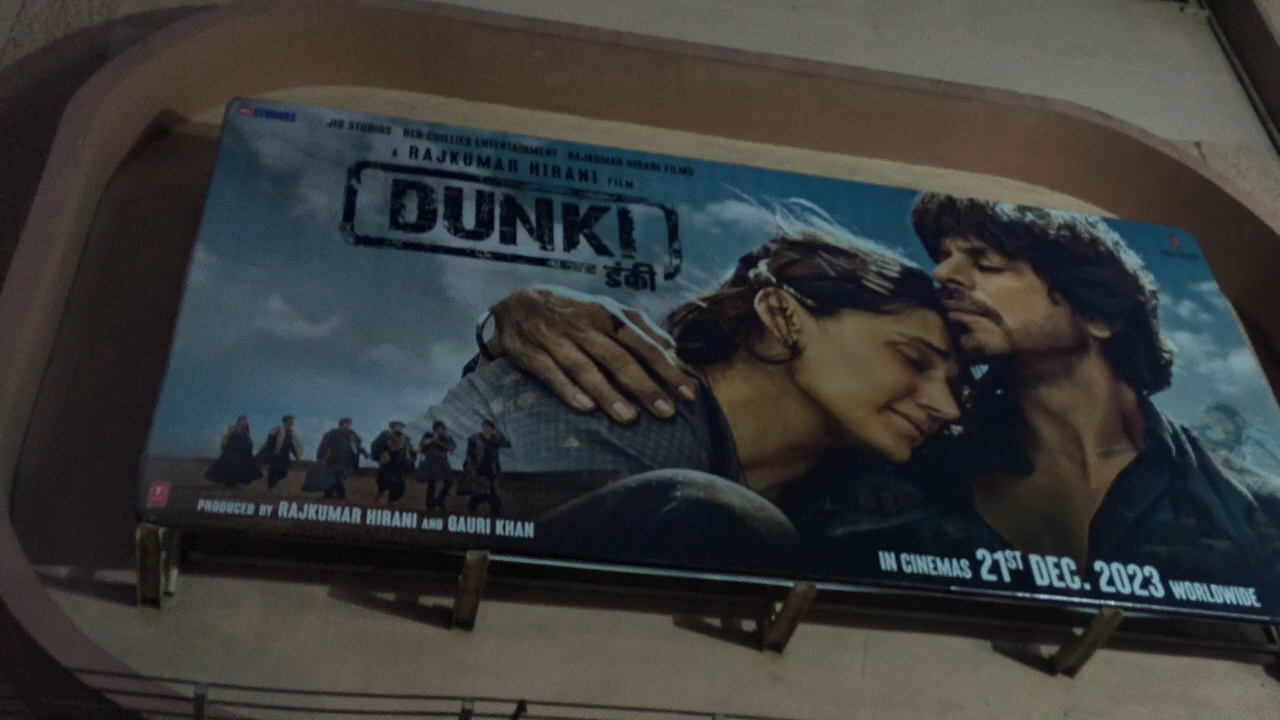 STUDIOS
JIO STUDIOS RED CHILLIES ENTERTAINMENT RAJKUMAR HIRANI FILMS
A RAJKUMAR HIRANI FILM
DUNKI
डंकी
PRODUCED BY RAJKUMAR HIRANI AND GAURI KHAN
IN CINEMAS 21ST DEC. 2023 WORLDWIDE